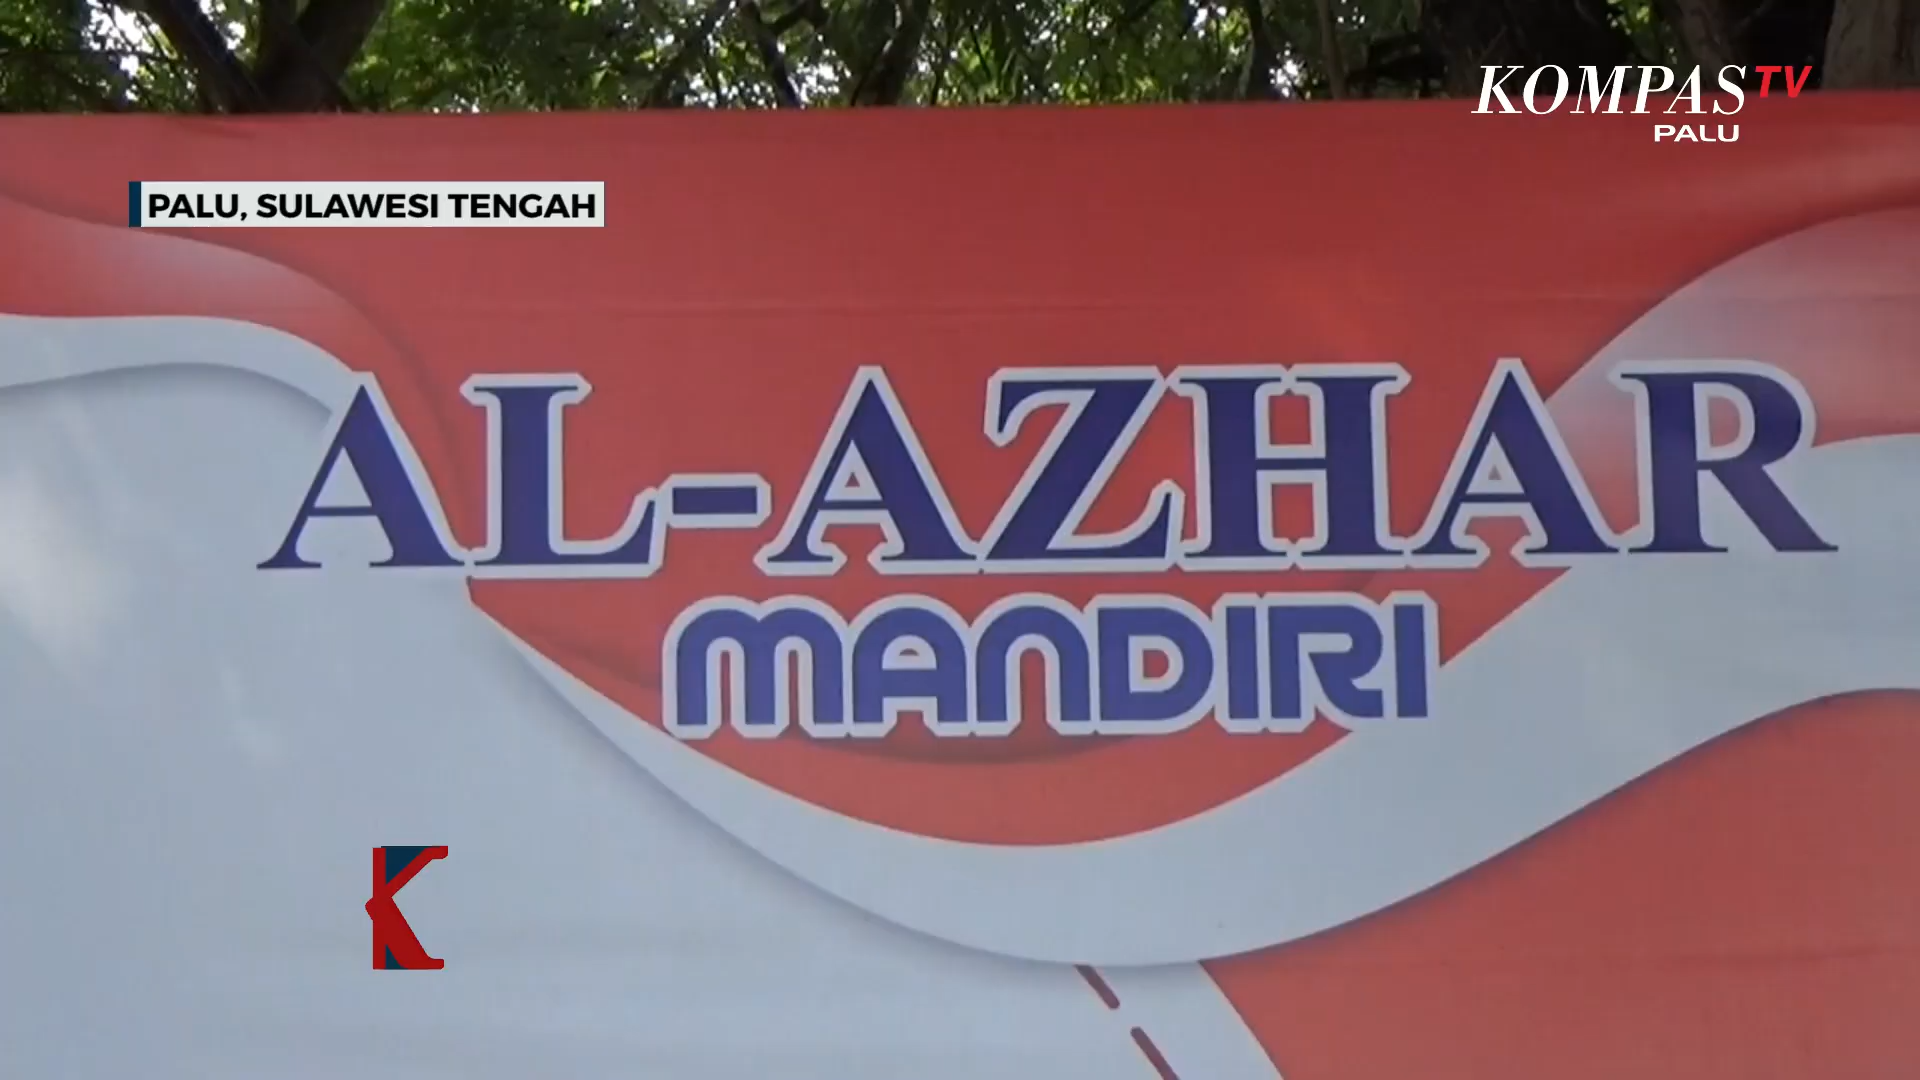 KOMPAS TV
PALU
PALU, SULAWESI TENGAH
AL-AZHAR
MANDIRI
K